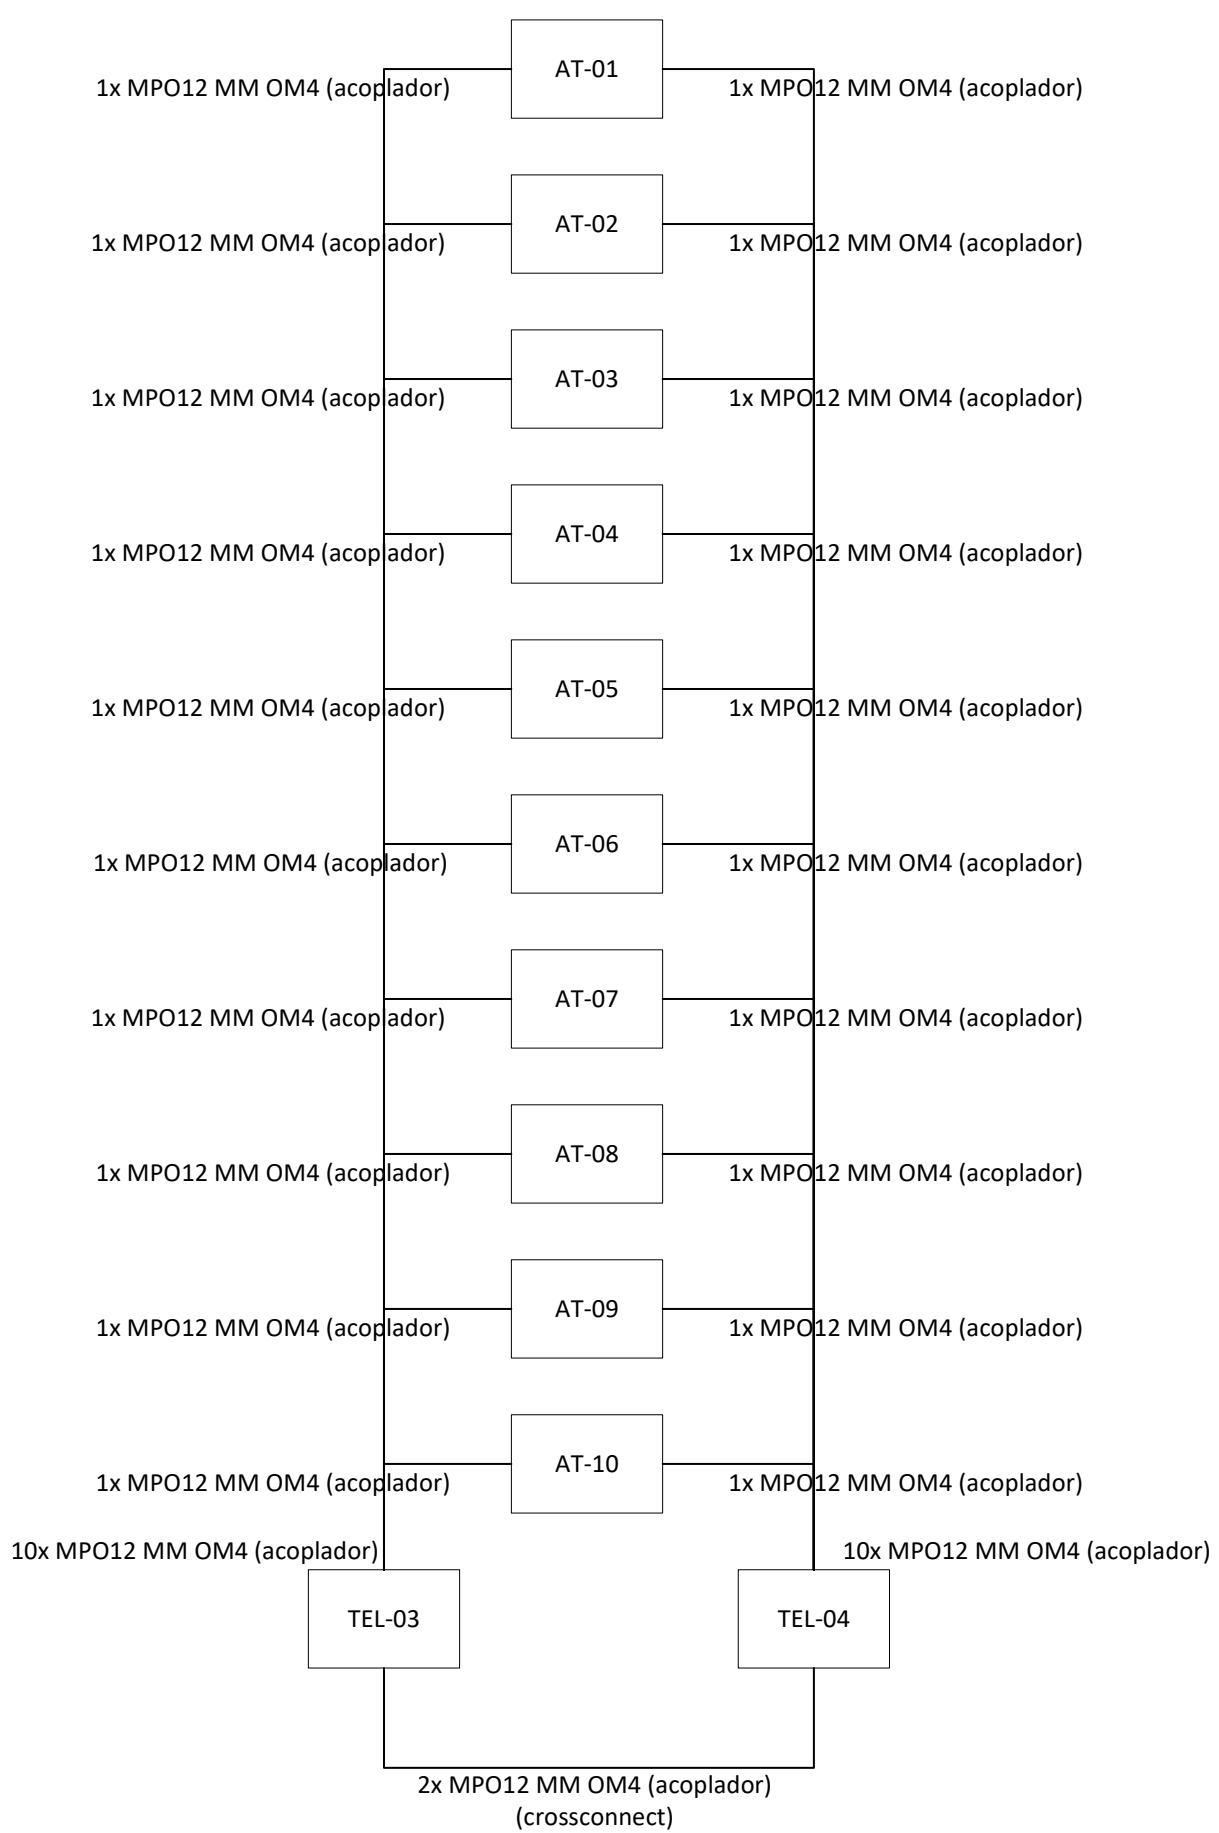 AT-01
1x MPO12 MM OM4 (acoplador)
1x MPO12 MM OM4 (acoplador)
AT-02
1x MPO12 MM OM4 (acoplador)
1x MPO12 MM OM4 (acoplador)
AT-03
1x MPO12 MM OM4 (acoplador)
1x MPO12 MM OM4 (acoplador)
AT-04
1x MPO12 MM OM4 (acoplador)
1x MPO12 MM OM4 (acoplador)
AT-05
1x MPO12 MM OM4 (acoplador)
1x MPO12 MM OM4 (acoplador)
AT-06
1x MPO12 MM OM4 (acoplador)
1x MPO12 MM OM4 (acoplador)
AT-07
1x MPO12 MM OM4 (acoplador)
1x MPO12 MM OM4 (acoplador)
AT-08
1x MPO12 MM OM4 (acoplador)
1x MPO12 MM OM4 (acoplador)
AT-09
1x MPO12 MM OM4 (acoplador)
1x MPO12 MM OM4 (acoplador)
AT-10
1x MPO12 MM OM4 (acoplador)
1x MPO12 MM OM4 (acoplador)
10x MPO12 MM OM4 (acoplador)
10x MPO12 MM OM4 (acoplador)
TEL-03
TEL-04
2x MPO12 MM OM4 (acoplador)
(crossconnect)